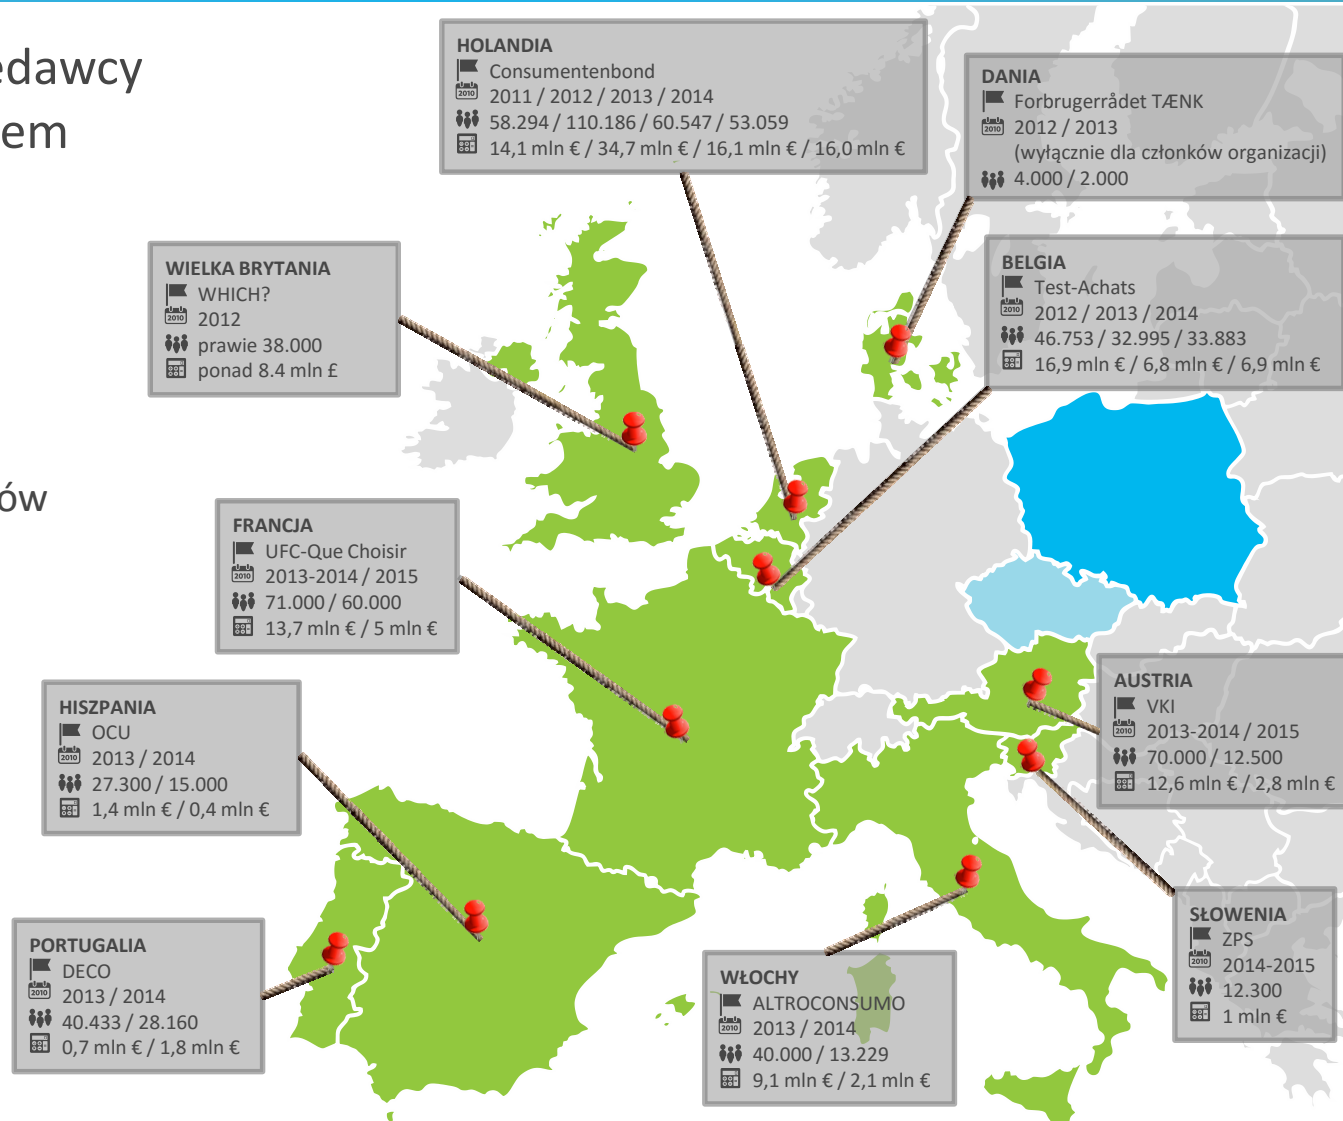 edawcy
em
ów
HOLANDIA
Consumentenbond
2011 / 2012 / 2013 / 2014
58.294 / 110.186 / 60.547 / 53.059
14,1 mln € / 34,7 mln € / 16,1 mln € / 16,0 mln €
DANIA
Forbrugerrådet TÆNK
2012 / 2013
(wyłącznie dla członków organizacji)
4.000 / 2.000
WIELKA BRYTANIA
WHICH?
2012
prawie 38.000
ponad 8.4 mln £
BELGIA
Test-Achats
2012 / 2013 / 2014
46.753 / 32.995 / 33.883
16,9 mln € / 6,8 mln € / 6,9 mln €
FRANCJA
UFC-Que Choisir
2013-2014 / 2015
71.000 / 60.000
13,7 mln € / 5 mln €
HISZPANIA
OCU
2013 / 2014
27.300 / 15.000
1,4 mln € / 0,4 mln €
AUSTRIA
VKI
2013-2014 / 2015
70.000 / 12.500
12,6 mln € / 2,8 mln €
PORTUGALIA
DECO
2013 / 2014
40.433 / 28.160
0,7 mln € / 1,8 mln €
WŁOCHY
ALTROCONSUMO
2013 / 2014
40.000 / 13.229
9,1 mln € / 2,1 mln €
SŁOWENIA
ZPS
2014-2015
12.300
1 mln €